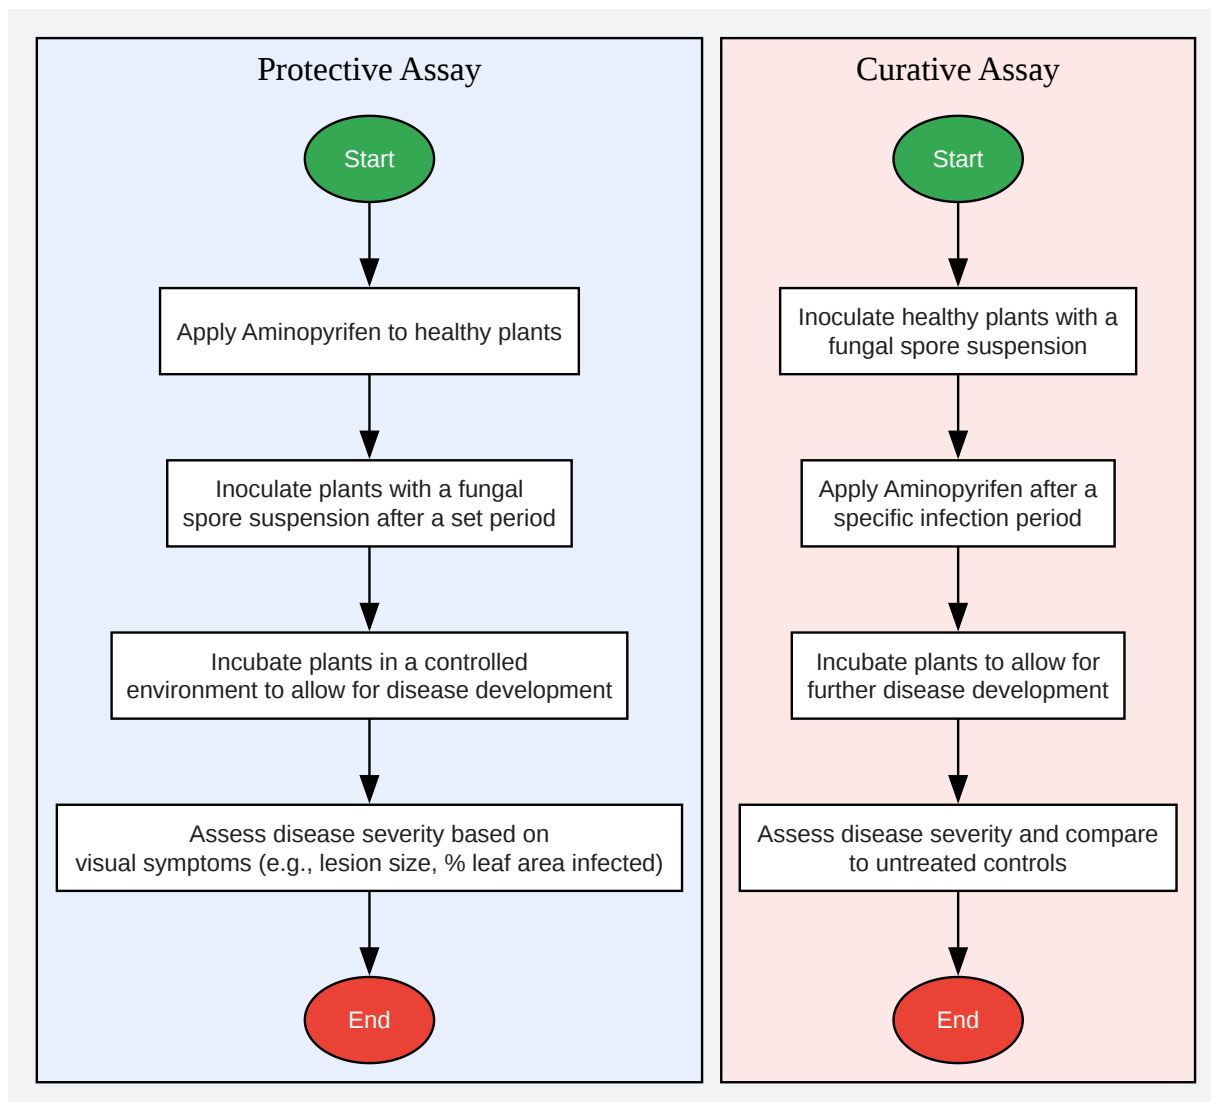 Protective Assay
Start
Apply Aminopyrifen to healthy plants
Inoculate plants with a fungal
spore suspension after a set period
Incubate plants in a controlled
environment to allow for disease development
Assess disease severity based on
visual symptoms (e.g., lesion size, % leaf area infected)
End
Curative Assay
Start
Inoculate healthy plants with a
fungal spore suspension
Apply Aminopyrifen after a
specific infection period
Incubate plants to allow for
further disease development
Assess disease severity and compare
to untreated controls
End